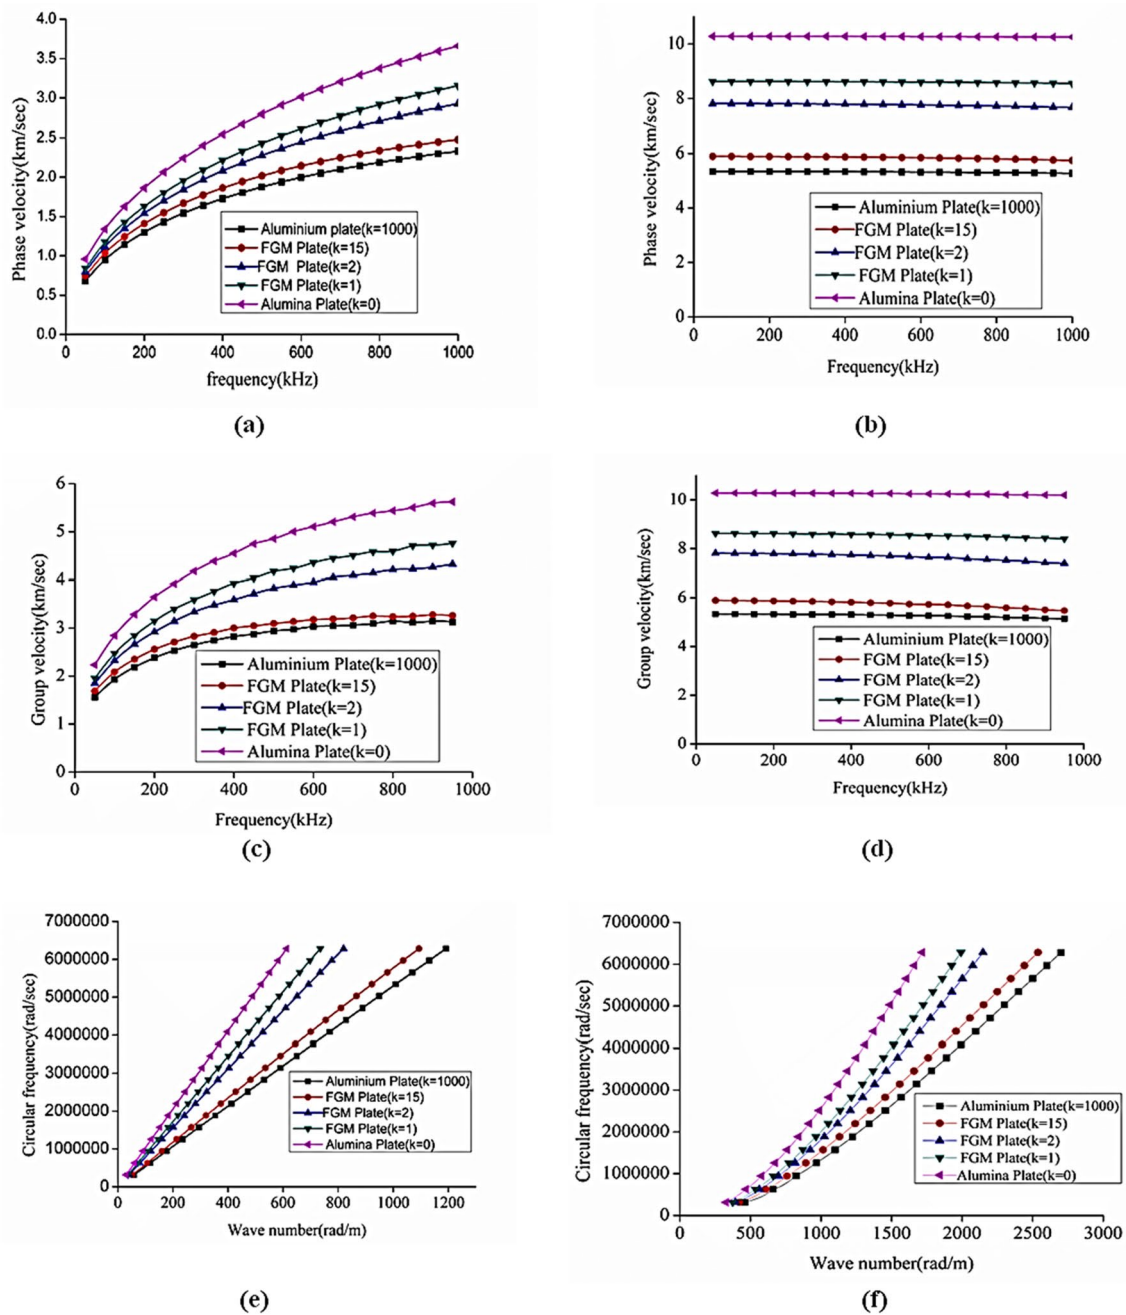 4.0
3.5
3.0
2.5
2.0
1.5
1.0
0.5
0.0
Phase velocity(km/sec)
Aluminium plate(k=1000)
FGM Plate(k=15)
FGM Plate(k=2)
FGM Plate(k=1)
Alumina Plate(k=0)
0 200 400 600 800 1000
frequency(kHz)
(a)
10
8
6
4
2
0
Phase velocity(km/sec)
Aluminium Plate(k=1000)
FGM Plate(k=15)
FGM Plate(k=2)
FGM Plate(k=1)
Alumina Plate(k=0)
0 200 400 600 800 1000
Frequency(kHz)
(b)
6
5
4
3
2
1
0
Group velocity(km/sec)
Aluminium Plate(k=1000)
FGM Plate(k=15)
FGM Plate(k=2)
FGM Plate(k=1)
Alumina Plate(k=0)
0 200 400 600 800 1000
Frequency(kHz)
(c)
10
8
6
4
2
0
Group velocity(km/sec)
Aluminium Plate(k=1000)
FGM Plate(k=15)
FGM Plate(k=2)
FGM Plate(k=1)
Alumina Plate(k=0)
0 200 400 600 800 1000
Frequency(kHz)
(d)
7000000
6000000
5000000
4000000
3000000
2000000
1000000
0
Circular frequency(rad/sec)
Aluminium Plate(k=1000)
FGM Plate(k=15)
FGM Plate(k=2)
FGM Plate(k=1)
Alumina Plate(k=0)
0 200 400 600 800 1000 1200
Wave number(rad/m)
(e)
7000000
6000000
5000000
4000000
3000000
2000000
1000000
0
Circular frequency(rad/sec)
Aluminium Plate(k=1000)
FGM Plate(k=15)
FGM Plate(k=2)
FGM Plate(k=1)
Alumina Plate(k=0)
0 500 1000 1500 2000 2500 3000
Wave number(rad/m)
(f)